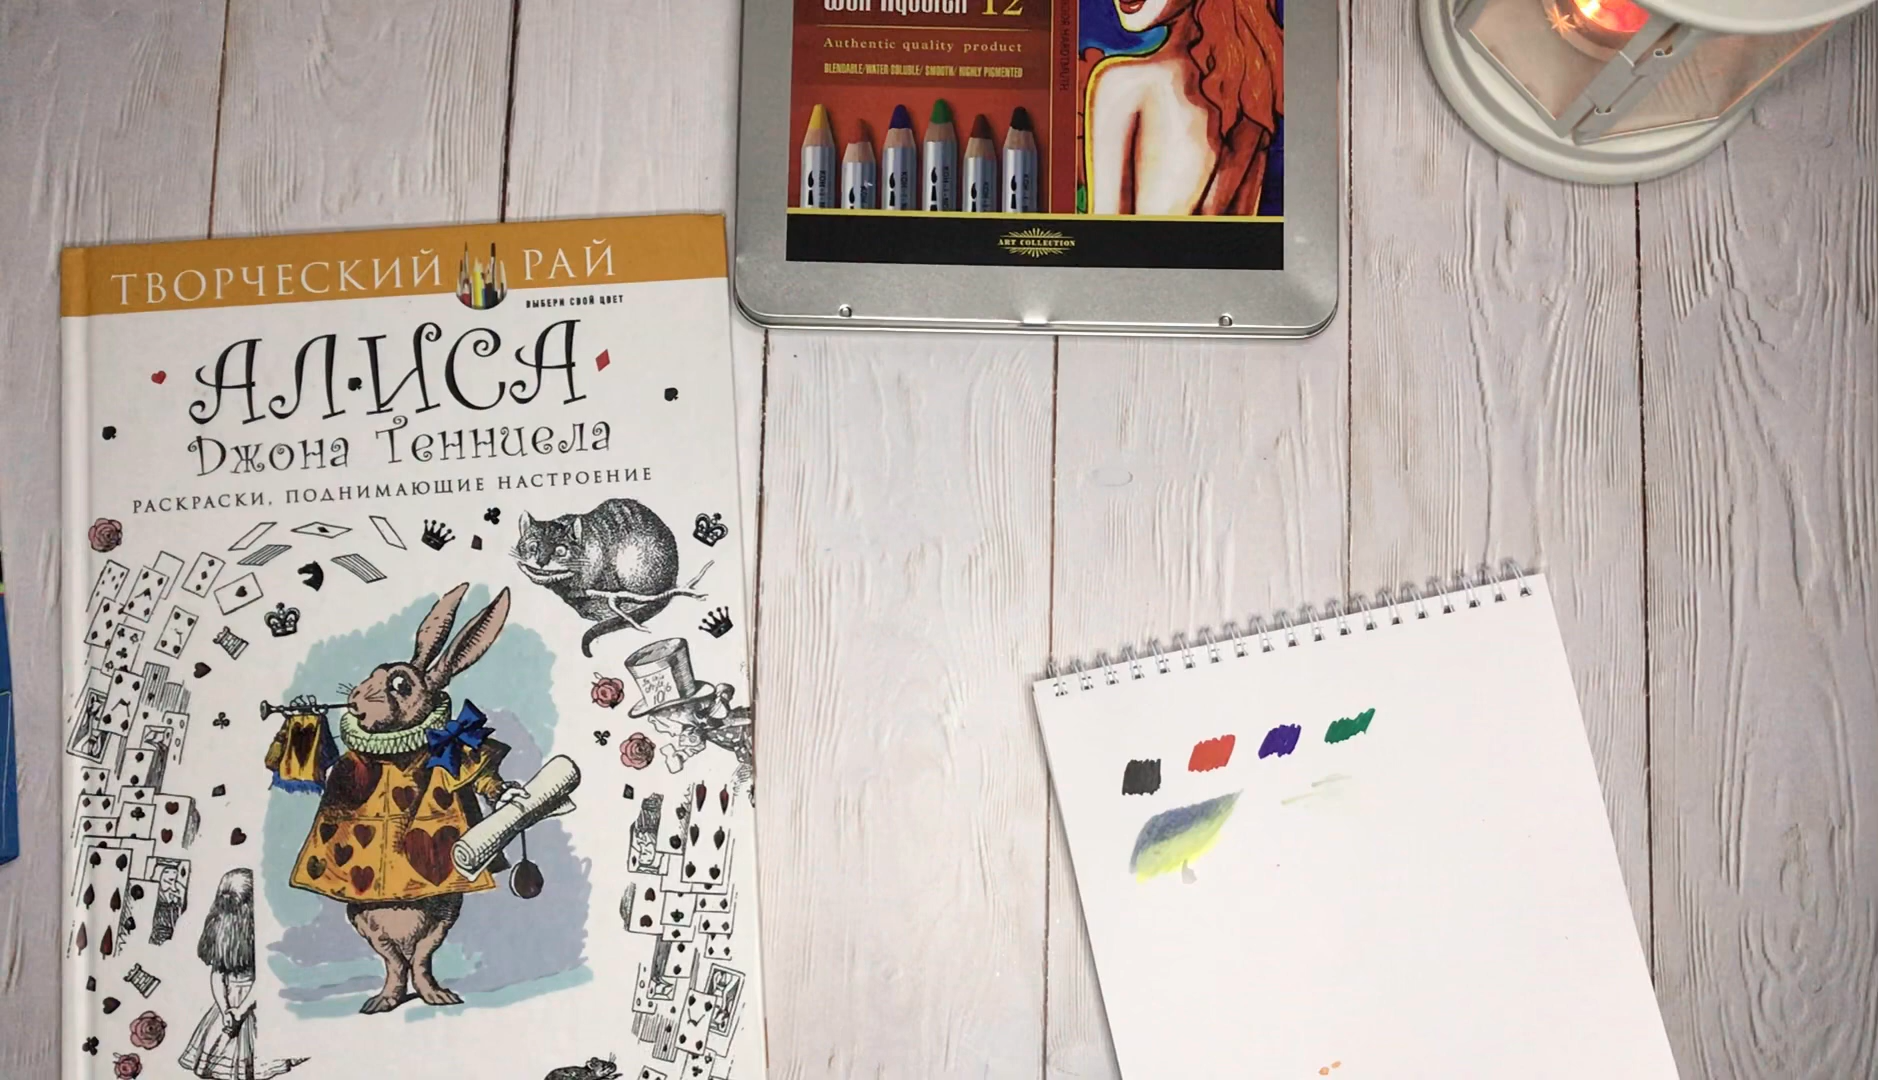 ТВОРЧЕСКИЙ РАЙ
ВЫБЕРИ СВОЙ ЦВЕТ
АЛИСА
Джона Тенниела
РАСКРАСКИ, ПОДНИМАЮЩИЕ НАСТРОЕНИЕ
12
Authentic quality product
BLENDABLE/WATER-SOLUBLE/ SMOOTH/ HIGHLY PIGMENTED
ART COLLECTION